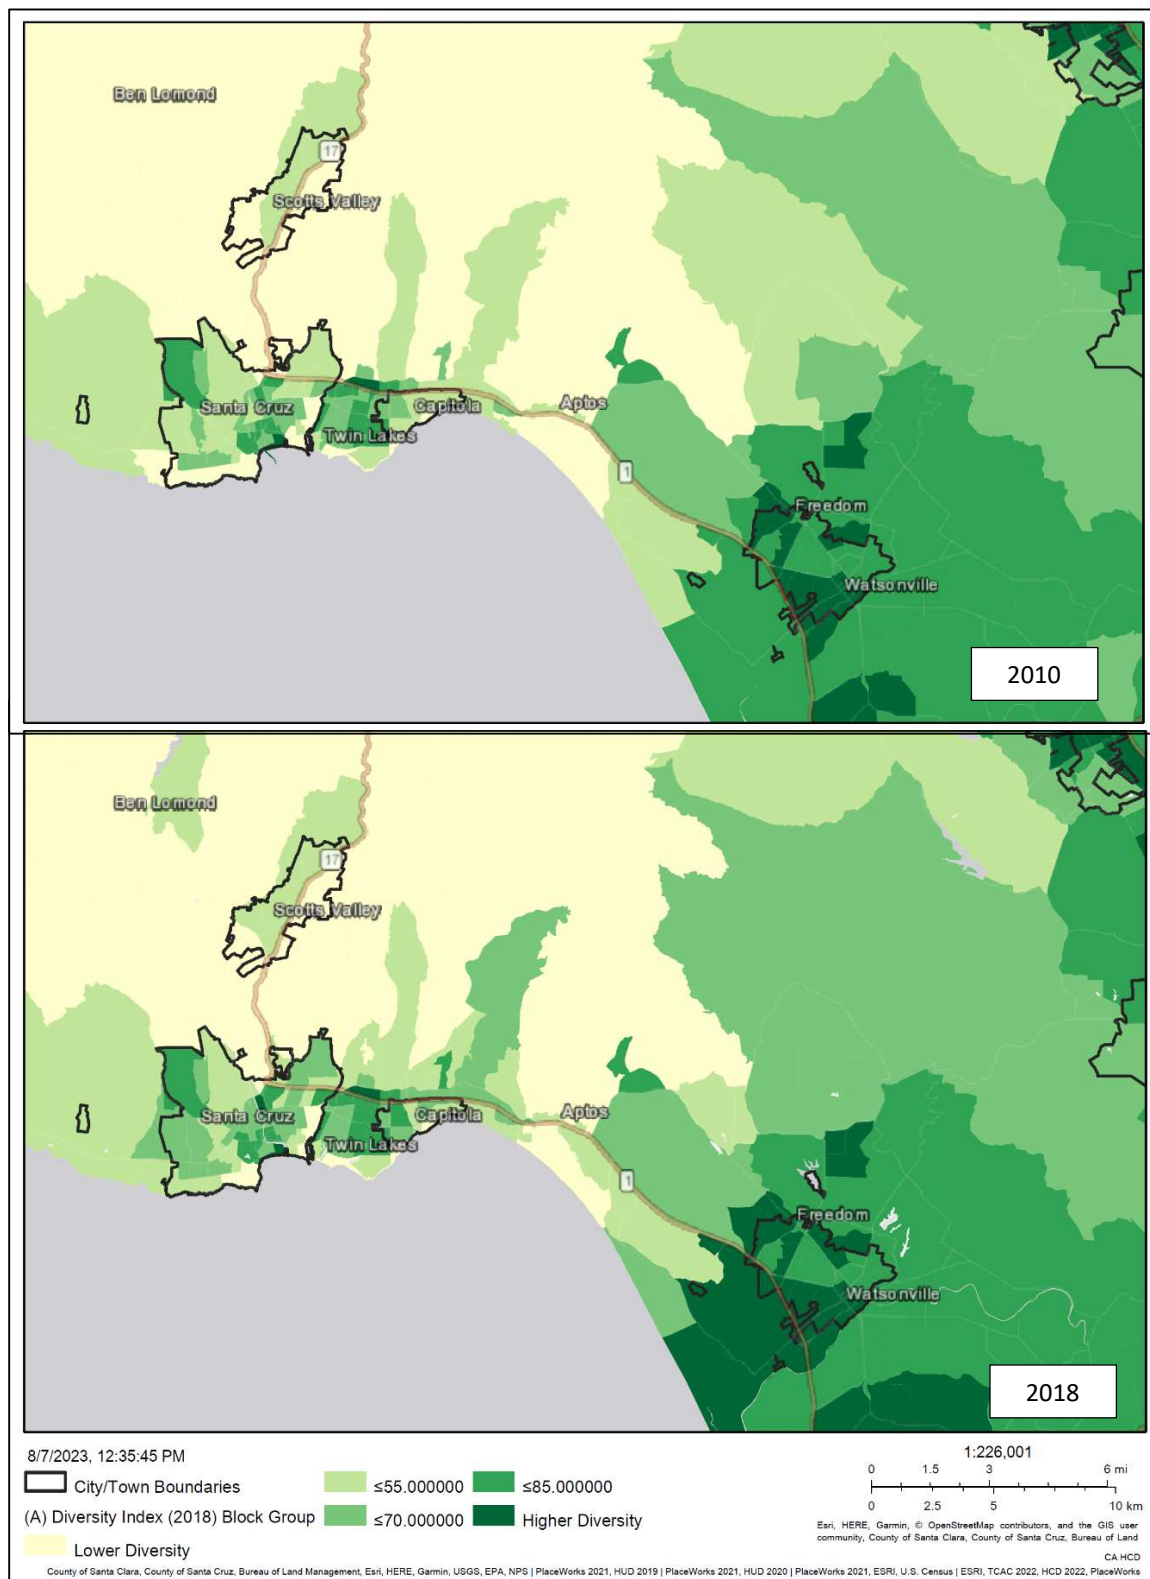 Ben Lomond
17
Scotts Valley
Santa Cruz
Capitola
Aptos
Twin Lakes
1
Freedom
Watsonville
2010
Ben Lomond
17
Scotts Valley
Santa Cruz
Capitola
Aptos
Twin Lakes
1
Freedom
Watsonville
2018
8/7/2023, 12:35:45 PM
City/Town Boundaries
(A) Diversity Index (2018) Block Group
Lower Diversity
≤55.000000
≤70.000000
≤85.000000
Higher Diversity
1:226,001
0 1.5 3 6 mi
0 2.5 5 10 km
Esri, HERE, Garmin, © OpenStreetMap contributors, and the GIS user
community, County of Santa Clara, County of Santa Cruz, Bureau of Land
CA HCD
County of Santa Clara, County of Santa Cruz, Bureau of Land Management, Esri, HERE, Garmin, USGS, EPA, NPS | PlaceWorks 2021, HUD 2019 | PlaceWorks 2021, HUD 2020 | PlaceWorks 2021, ESRI, U.S. Census | ESRI, TCAC 2022, HCD 2022, PlaceWorks